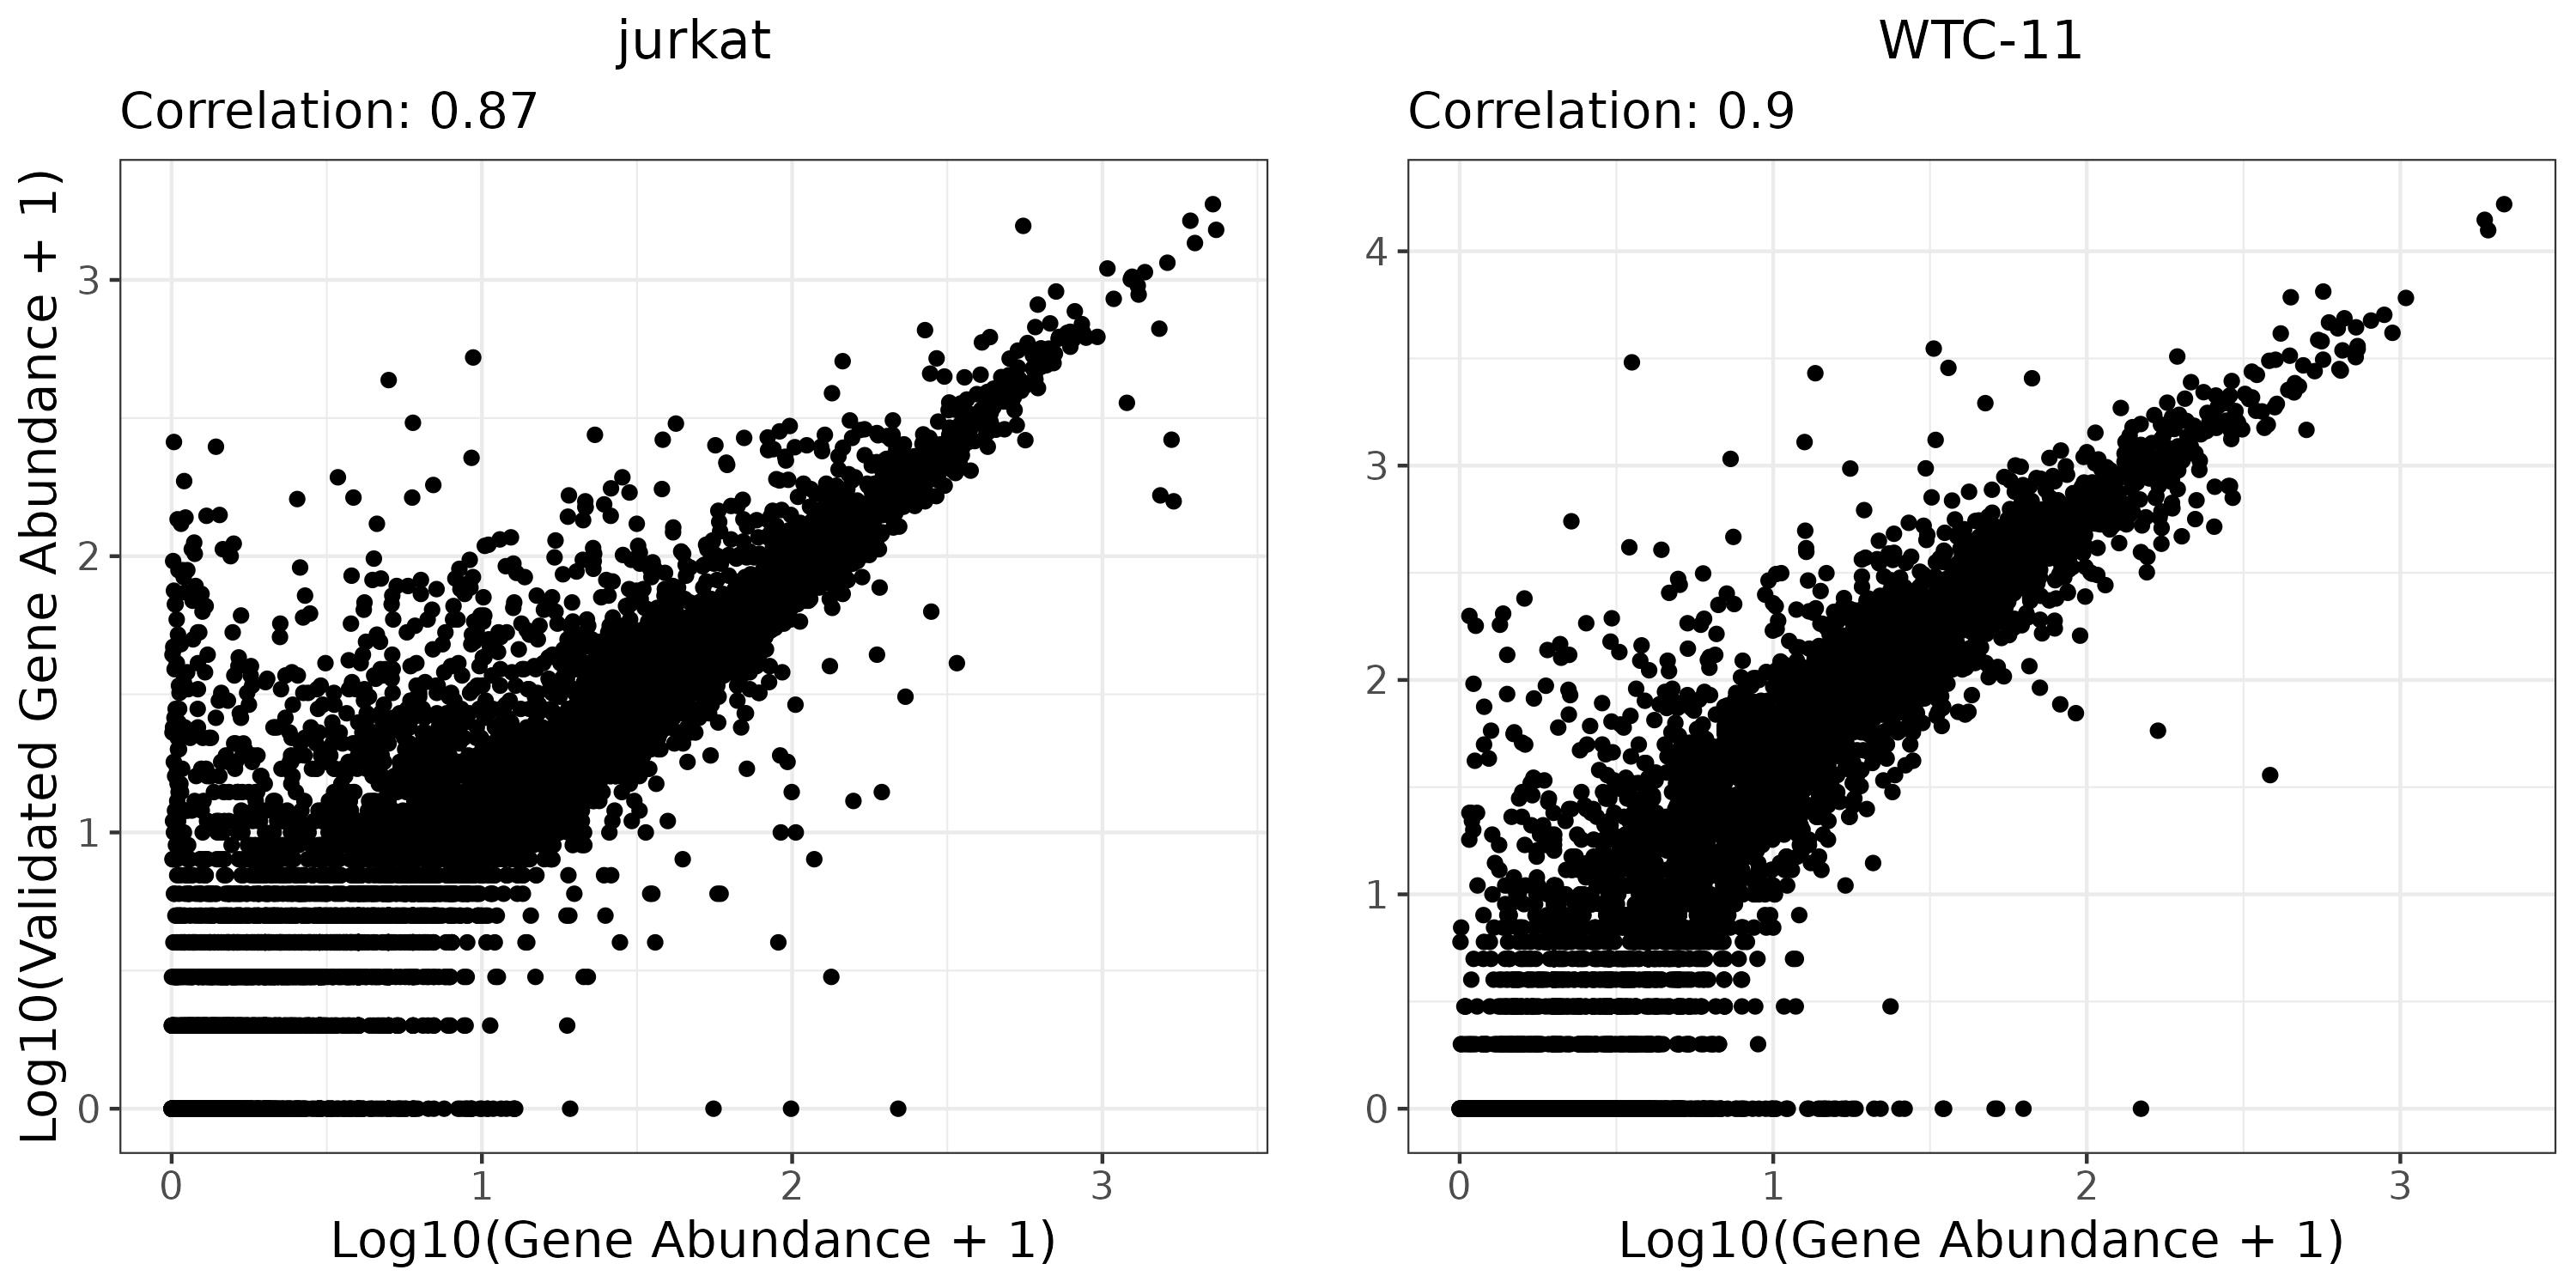 jurkat
Correlation: 0.87
Log10(Validated Gene Abundance + 1)
3
2
1
0
0 1 2 3
Log10(Gene Abundance + 1)
WTC-11
Correlation: 0.9
4
3
2
1
0
0 1 2 3
Log10(Gene Abundance + 1)